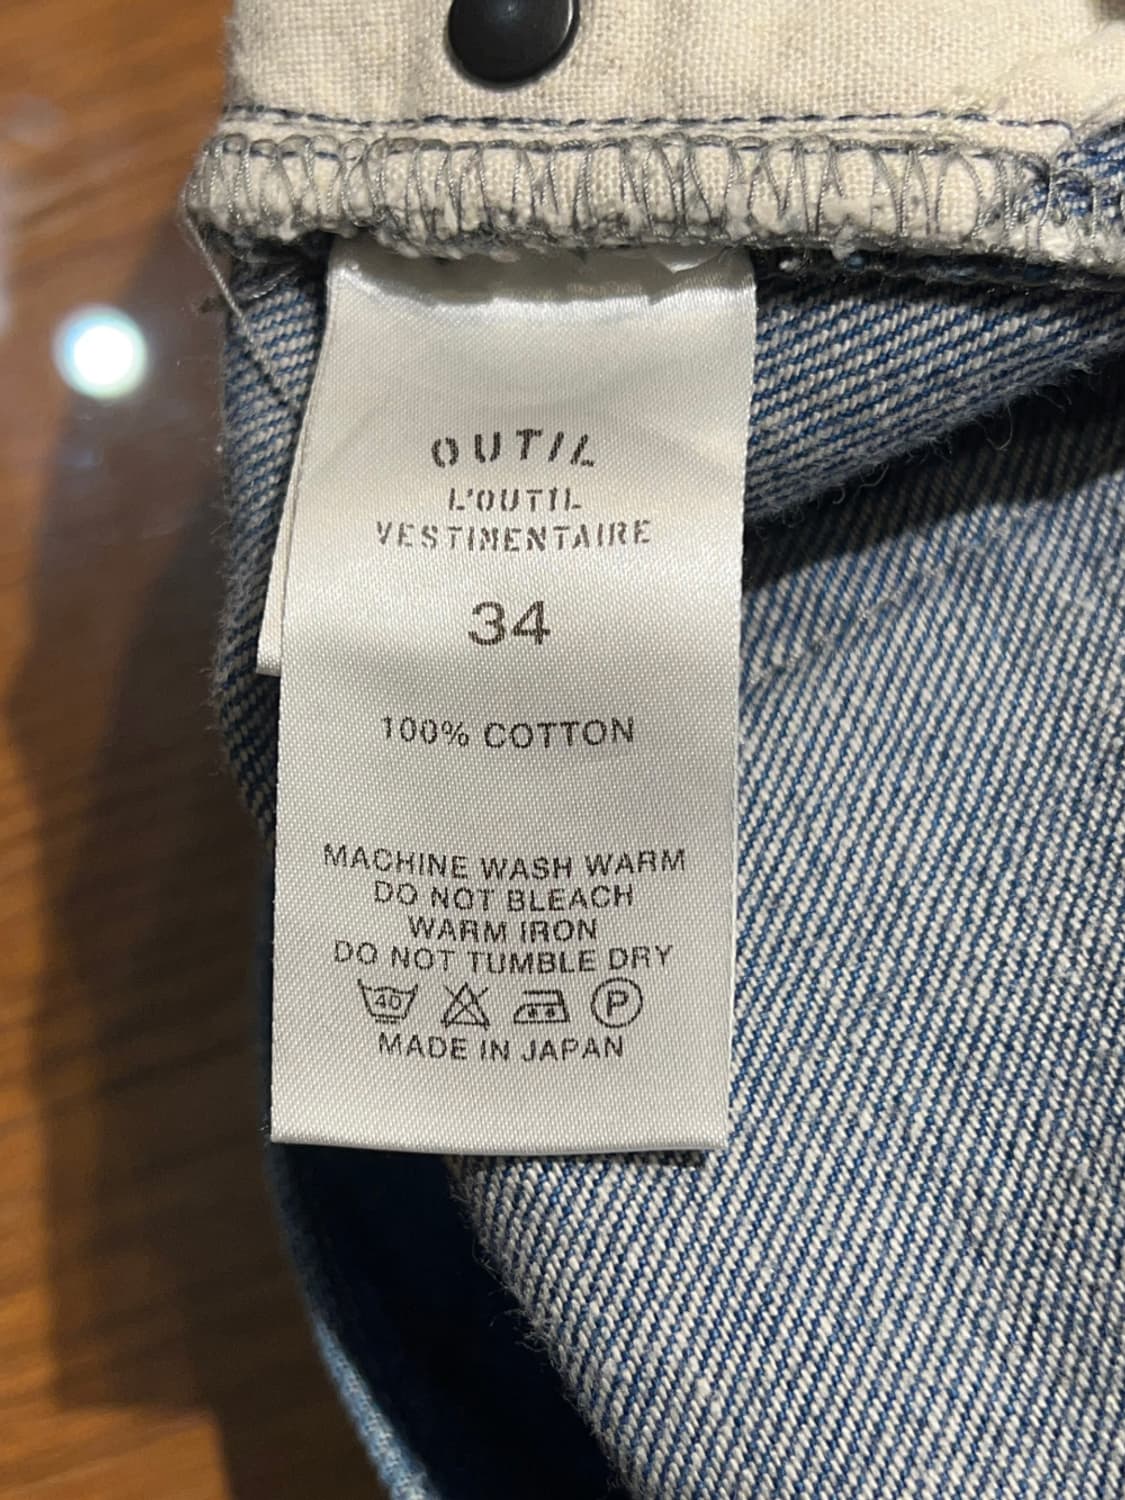 OUTIL
L'OUTIL
VESTIMENTAIRE
34
100% COTTON
MACHINE WASH WARM
DO NOT BLEACH
WARM IRON
DO NOT TUMBLE DRY
40 P
MADE IN JAPAN